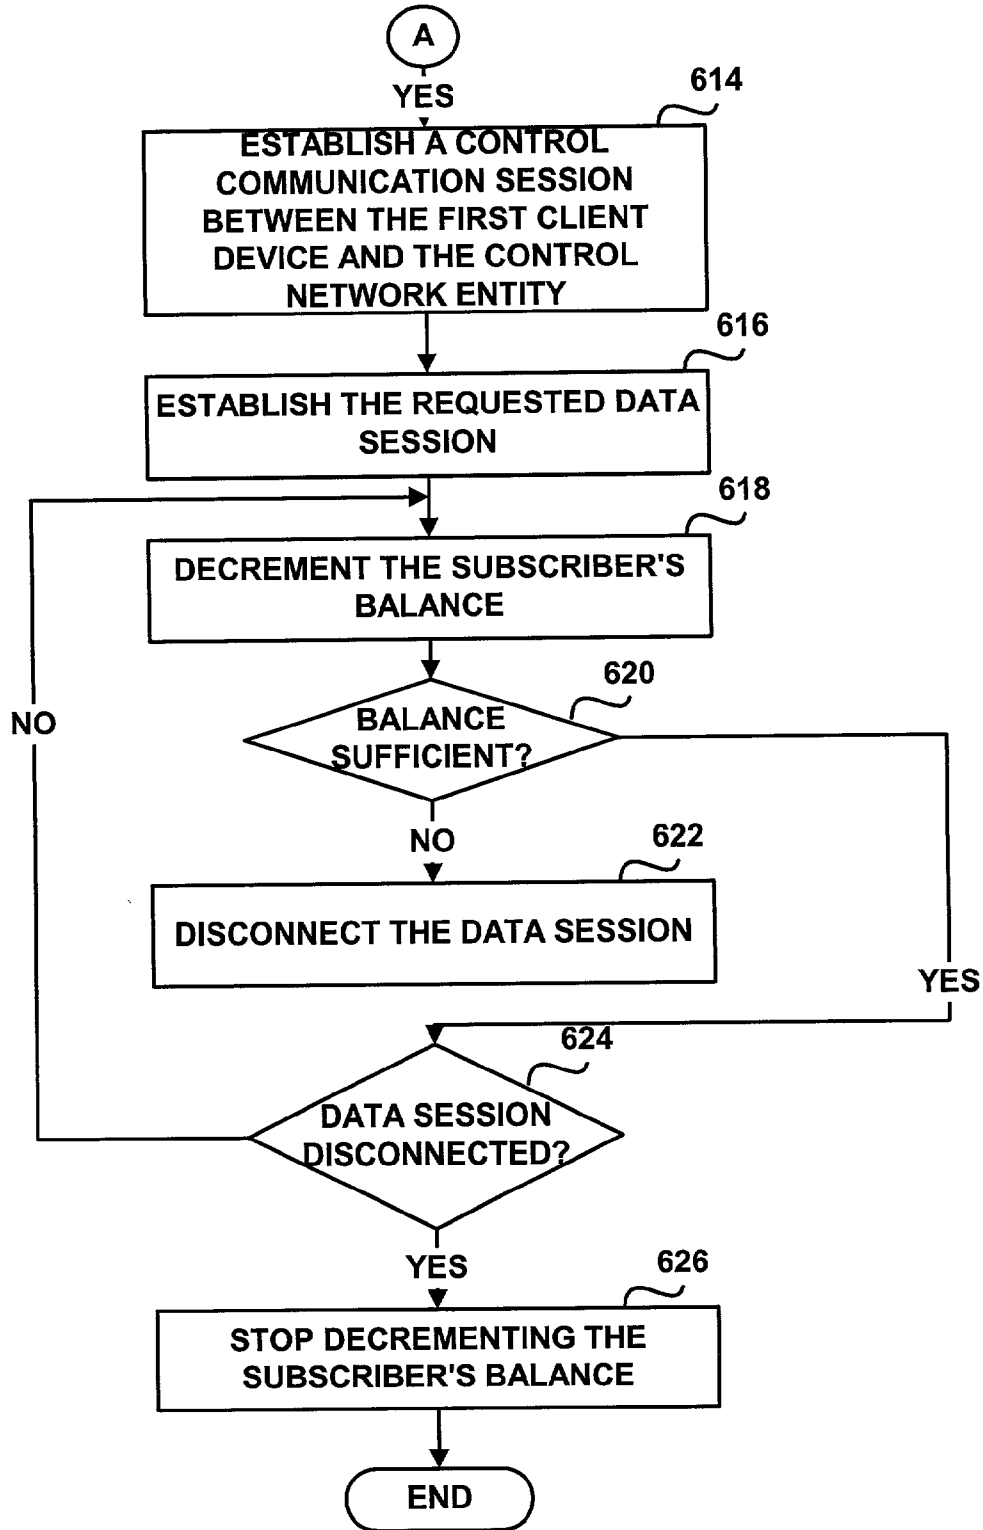 A
YES
614
ESTABLISH A CONTROL
COMMUNICATION SESSION
BETWEEN THE FIRST CLIENT
DEVICE AND THE CONTROL
NETWORK ENTITY
616
ESTABLISH THE REQUESTED DATA
SESSION
618
DECREMENT THE SUBSCRIBER'S
BALANCE
620
BALANCE
SUFFICIENT?
NO
NO
622
DISCONNECT THE DATA SESSION
YES
624
DATA SESSION
DISCONNECTED?
YES
626
STOP DECREMENTING THE
SUBSCRIBER'S BALANCE
END